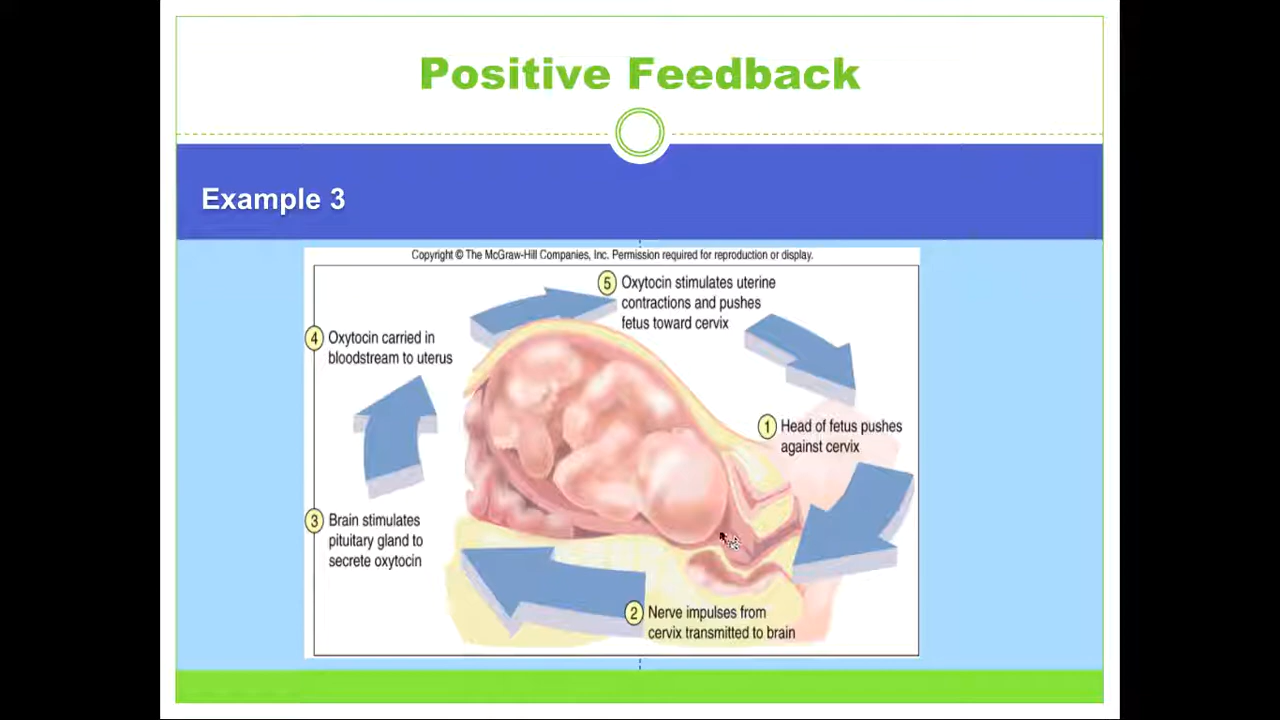 Positive Feedback
Example 3
Copyright © The McGraw-Hill Companies, Inc. Permission required for reproduction or display.
5 Oxytocin stimulates uterine
contractions and pushes
fetus toward cervix
4 Oxytocin carried in
bloodstream to uterus
1 Head of fetus pushes
against cervix
3 Brain stimulates
pituitary gland to
secrete oxytocin
2 Nerve impulses from
cervix transmitted to brain